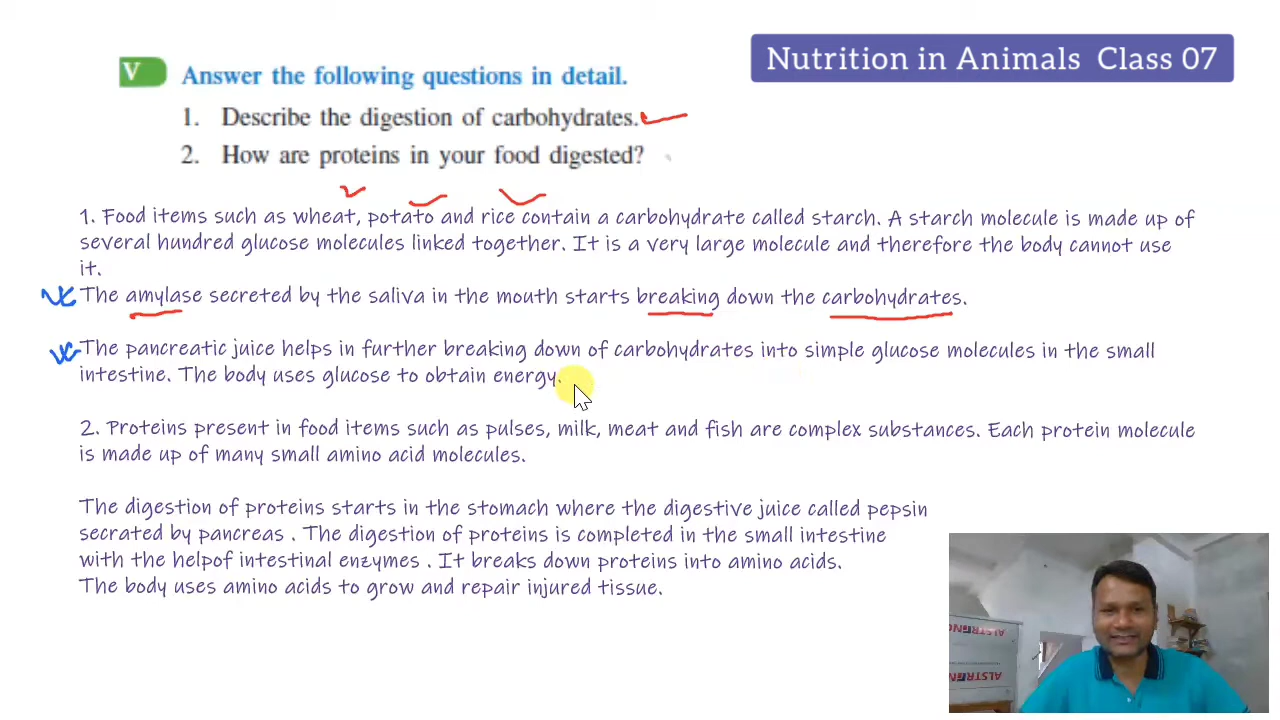 Nutrition in Animals Class 07
V Answer the following questions in detail.
1. Describe the digestion of carbohydrates.
2. How are proteins in your food digested?
1. Food items such as wheat, potato and rice contain a carbohydrate called starch. A starch molecule is made up of
several hundred glucose molecules linked together. It is a very large molecule and therefore the body cannot use
it.
The amylase secreted by the saliva in the mouth starts breaking down the carbohydrates.
The pancreatic juice helps in further breaking down of carbohydrates into simple glucose molecules in the small
intestine. The body uses glucose to obtain energy.
2. Proteins present in food items such as pulses, milk, meat and fish are complex substances. Each protein molecule
is made up of many small amino acid molecules.
The digestion of proteins starts in the stomach where the digestive juice called pepsin
secrated by pancreas . The digestion of proteins is completed in the small intestine
with the helpof intestinal enzymes . It breaks down proteins into amino acids.
The body uses amino acids to grow and repair injured tissue.